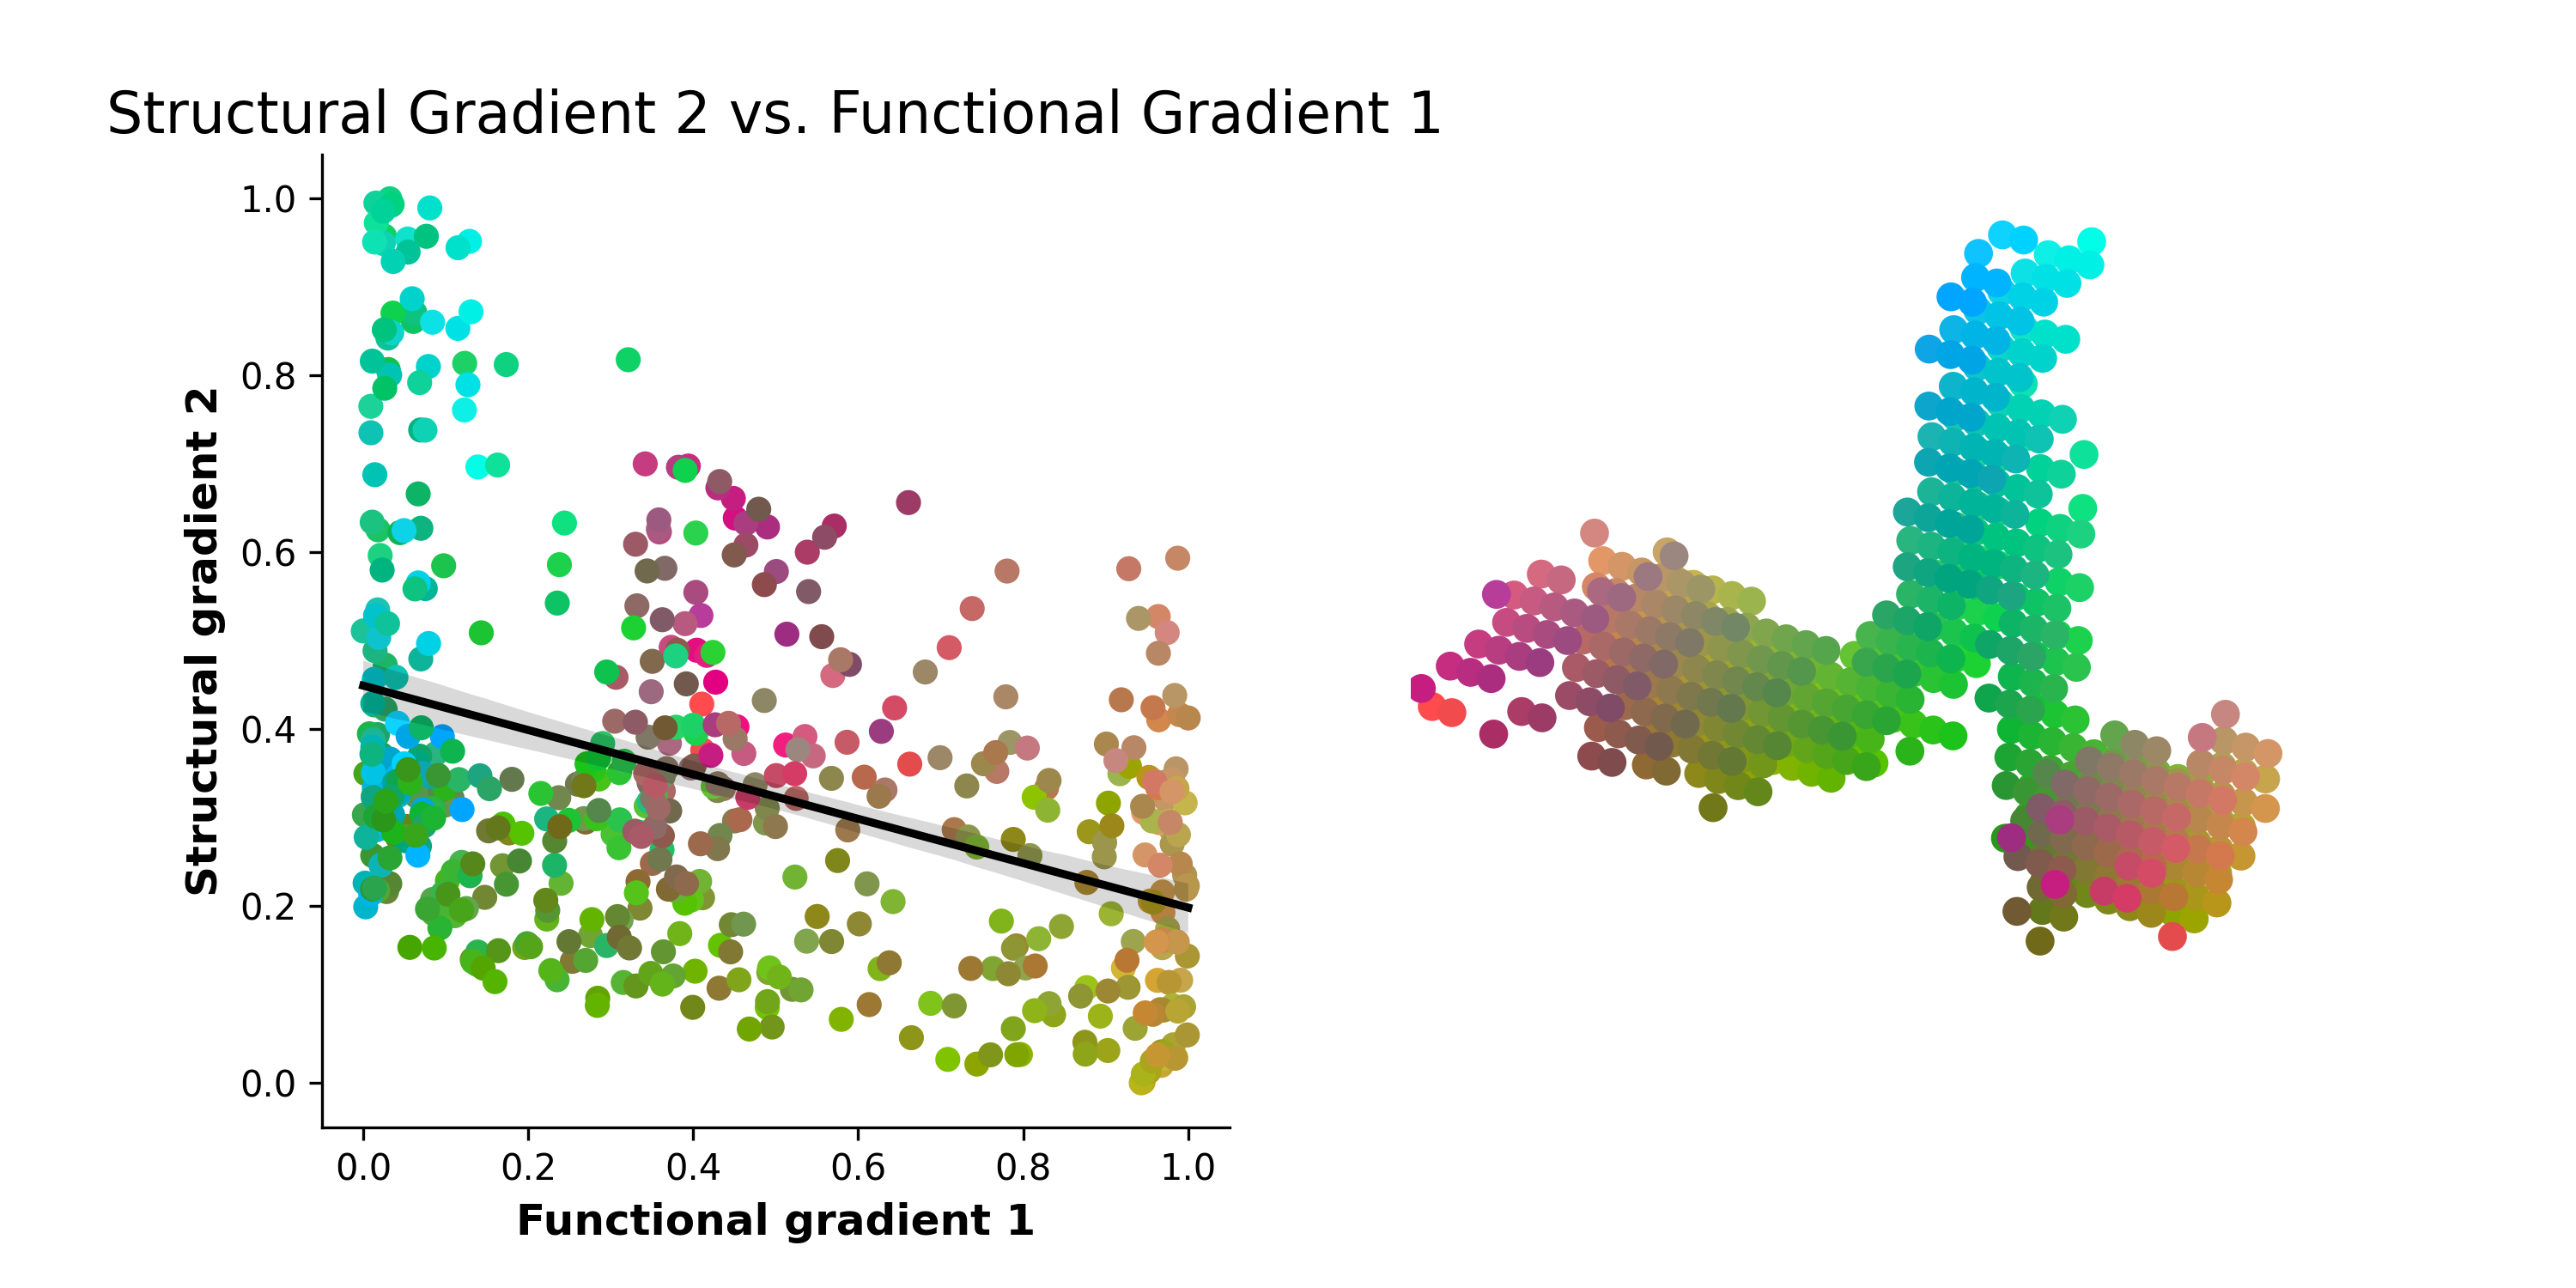 Structural Gradient 2 vs. Functional Gradient 1
Structural gradient 2
1.0
0.8
0.6
0.4
0.2
0.0
0.0 0.2 0.4 0.6 0.8 1.0
Functional gradient 1